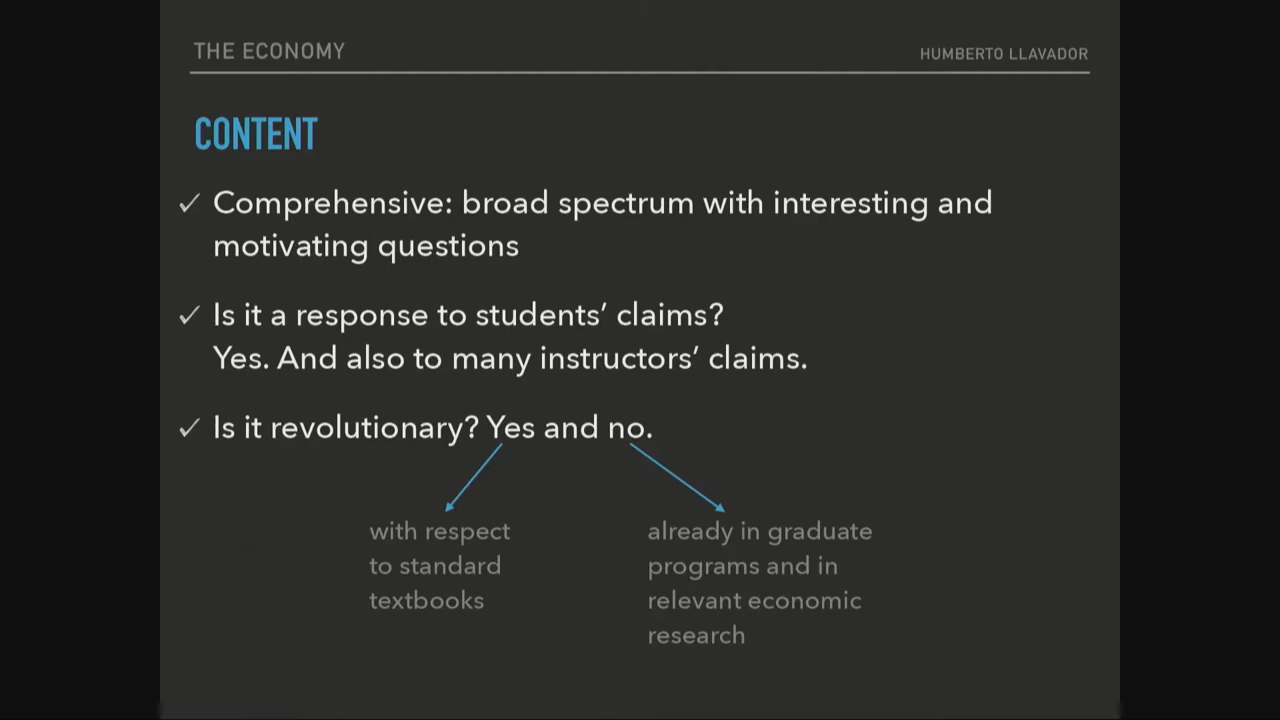 THE ECONOMY
HUMBERTO LLAVADOR
CONTENT
✓ Comprehensive: broad spectrum with interesting and
motivating questions
✓ Is it a response to students’ claims?
Yes. And also to many instructors’ claims.
✓ Is it revolutionary? Yes and no.
with respect
to standard
textbooks
already in graduate
programs and in
relevant economic
research